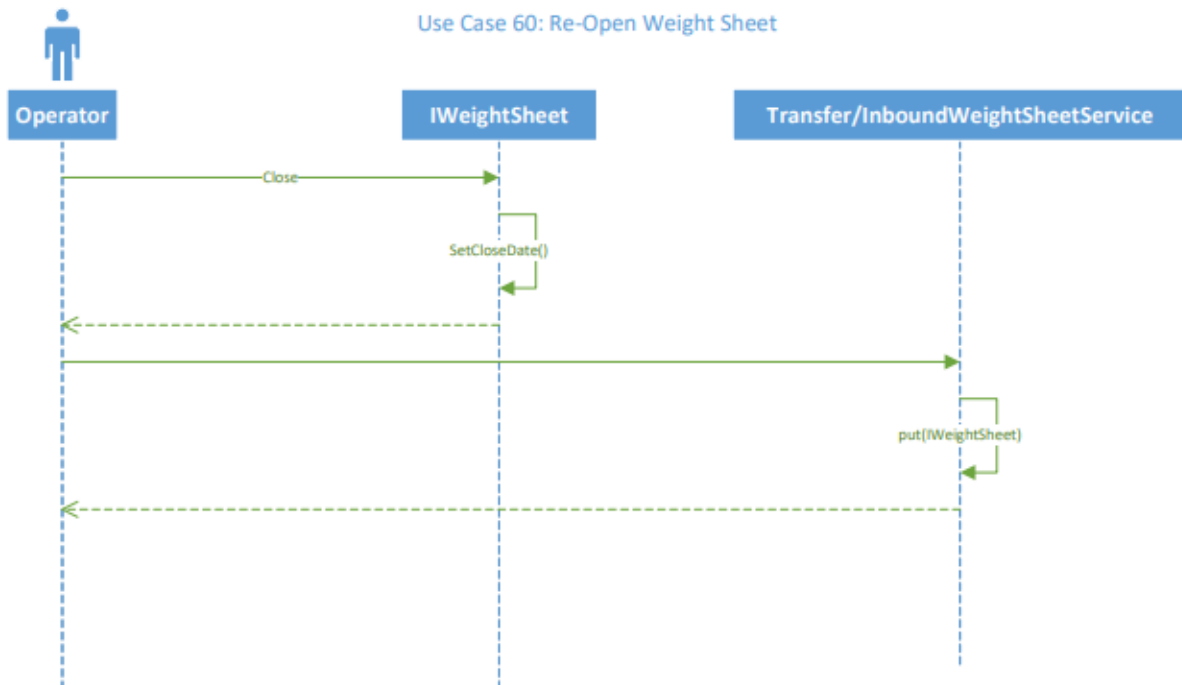 Use Case 60: Re-Open Weight Sheet
Operator
IWeightSheet
Transfer/InboundWeightSheetService
Close
SetCloseDate()
put(IWeightSheet)